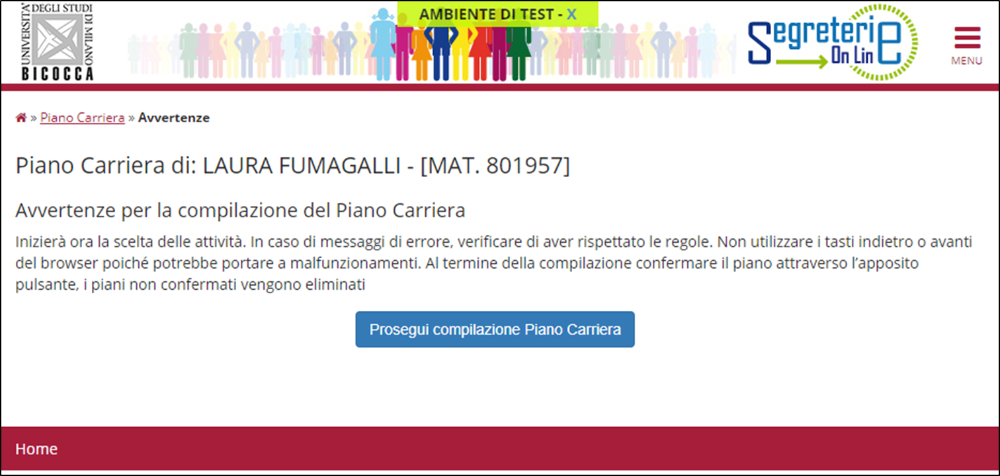 UNIVERSITÀ
DEGLI STUDI
DI MILANO
BICOCCA
AMBIENTE DI TEST - X
Segreterie
On Line
MENU
» Piano Carriera » Avvertenze
Piano Carriera di: LAURA FUMAGALLI - [MAT. 801957]
Avvertenze per la compilazione del Piano Carriera
Inizierà ora la scelta delle attività. In caso di messaggi di errore, verificare di aver rispettato le regole. Non utilizzare i tasti indietro o avanti
del browser poiché potrebbe portare a malfunzionamenti. Al termine della compilazione confermare il piano attraverso l’apposito
pulsante, i piani non confermati vengono eliminati
Prosegui compilazione Piano Carriera
Home